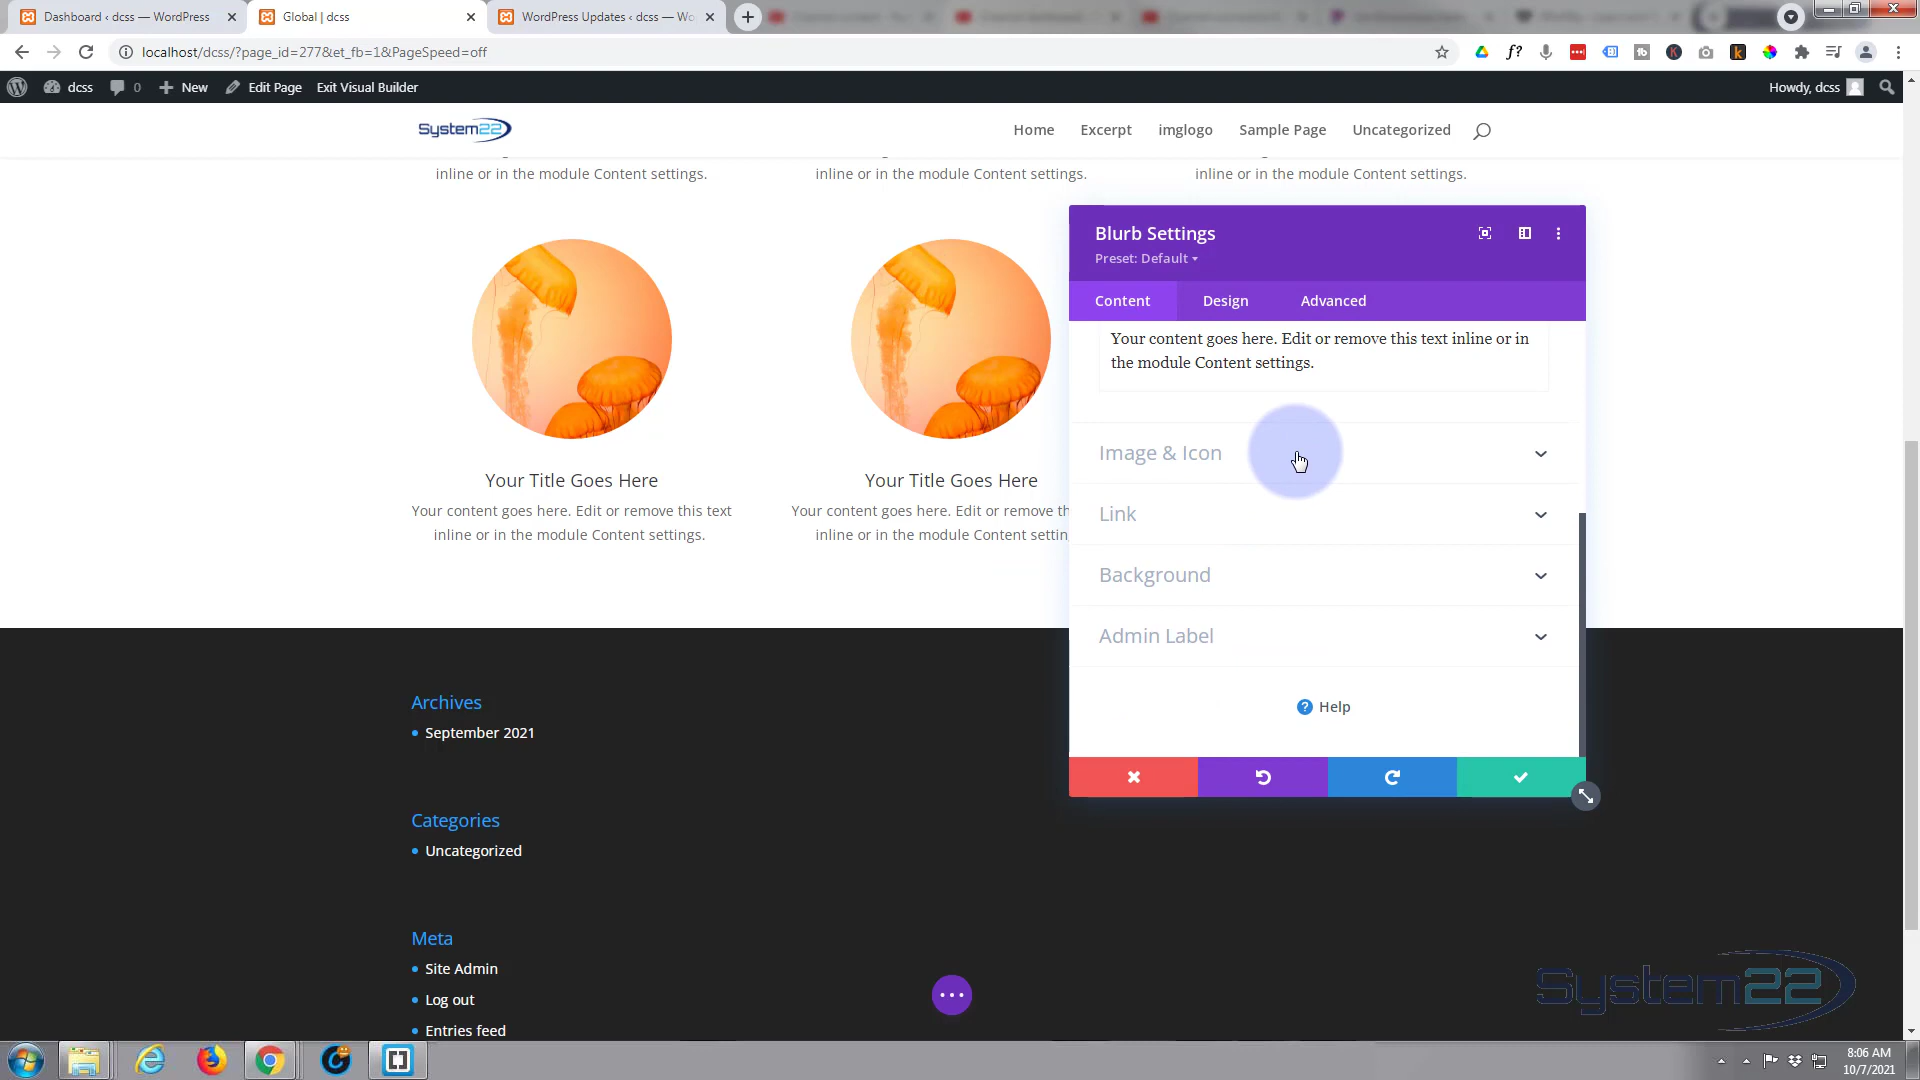 Dashboard ‹ dcss — WordPress
Global | dcss
WordPress Updates ‹ dcss — Wo
localhost/dcss/?page_id=277&et_fb=1&PageSpeed=off
dcss
0
New
Edit Page
Exit Visual Builder
Howdy, dcss
System22
Home
Excerpt
imglogo
Sample Page
Uncategorized
inline or in the module Content settings.
inline or in the module Content settings.
inline or in the module Content settings.
Your Title Goes Here
Your content goes here. Edit or remove this text
inline or in the module Content settings.
Your Title Goes Here
Your content goes here. Edit or remove th
inline or in the module Content settin
Blurb Settings
Preset: Default
Content
Design
Advanced
Your content goes here. Edit or remove this text inline or in
the module Content settings.
Image & Icon
Link
Background
Admin Label
Help
Archives
September 2021
Categories
Uncategorized
Meta
Site Admin
Log out
Entries feed
System22
8:06 AM
10/7/2021